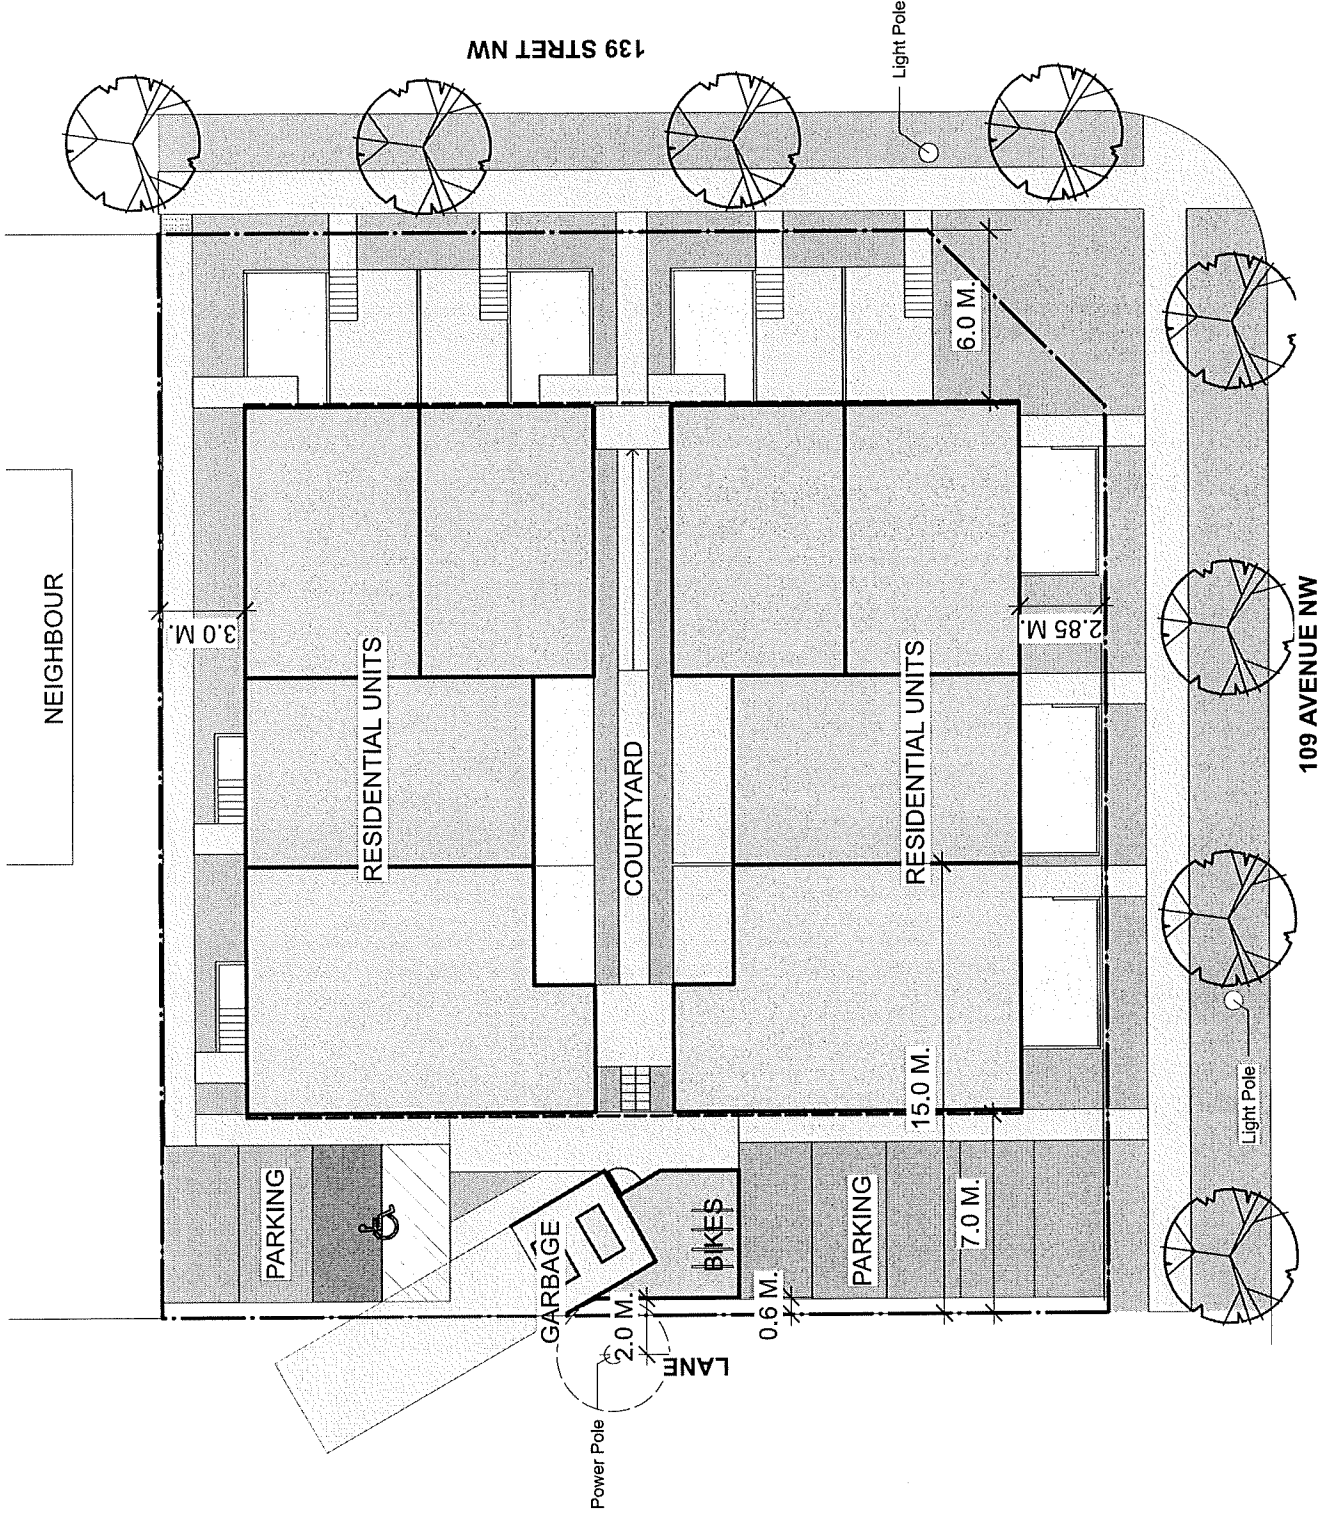 139 STREET NW
Light Pole
NEIGHBOUR
3.0 M.
6.0 M.
RESIDENTIAL UNITS
COURTYARD
RESIDENTIAL UNITS
2.85 M.
109 AVENUE NW
15.0 M.
7.0 M.
PARKING
GARBAGE
BIKES
PARKING
2.0 M.
0.6 M.
LANE
Power Pole
Light Pole